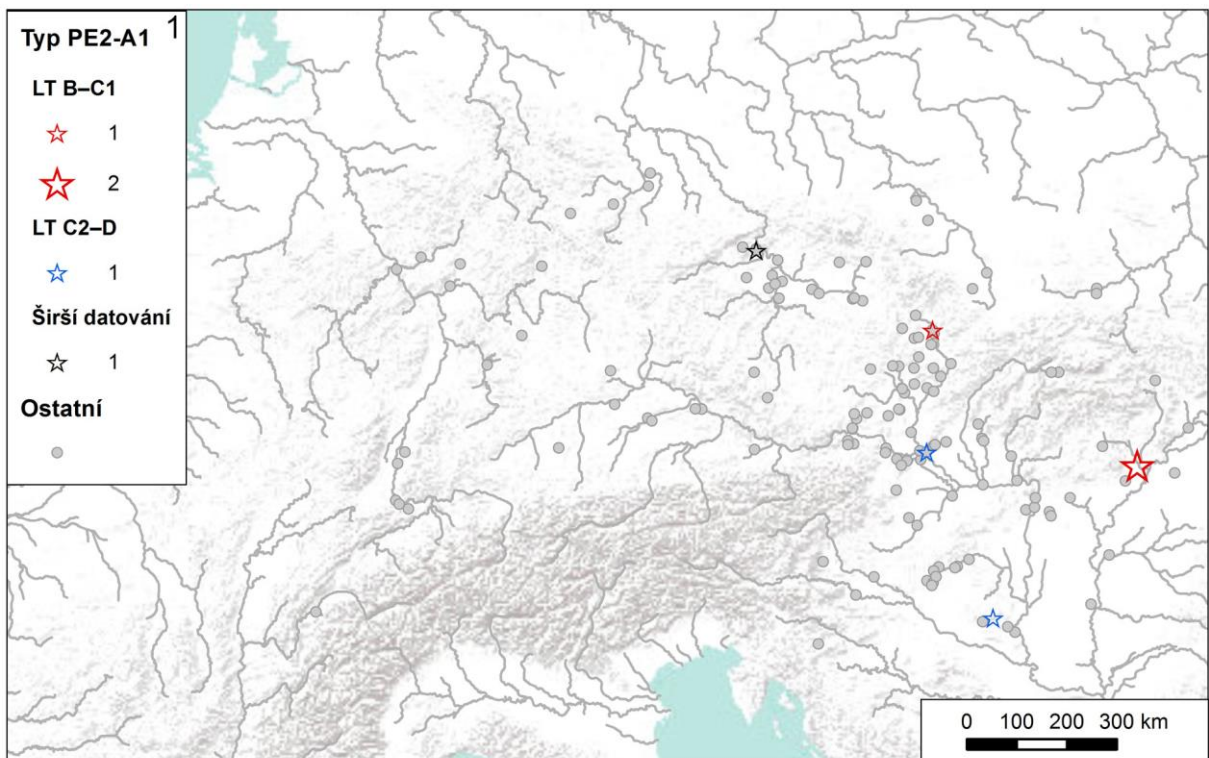 Typ PE2-A1 1
LT B–C1
1
2
LT C2–D
1
Širší datování
1
Ostatní
0 100 200 300 km